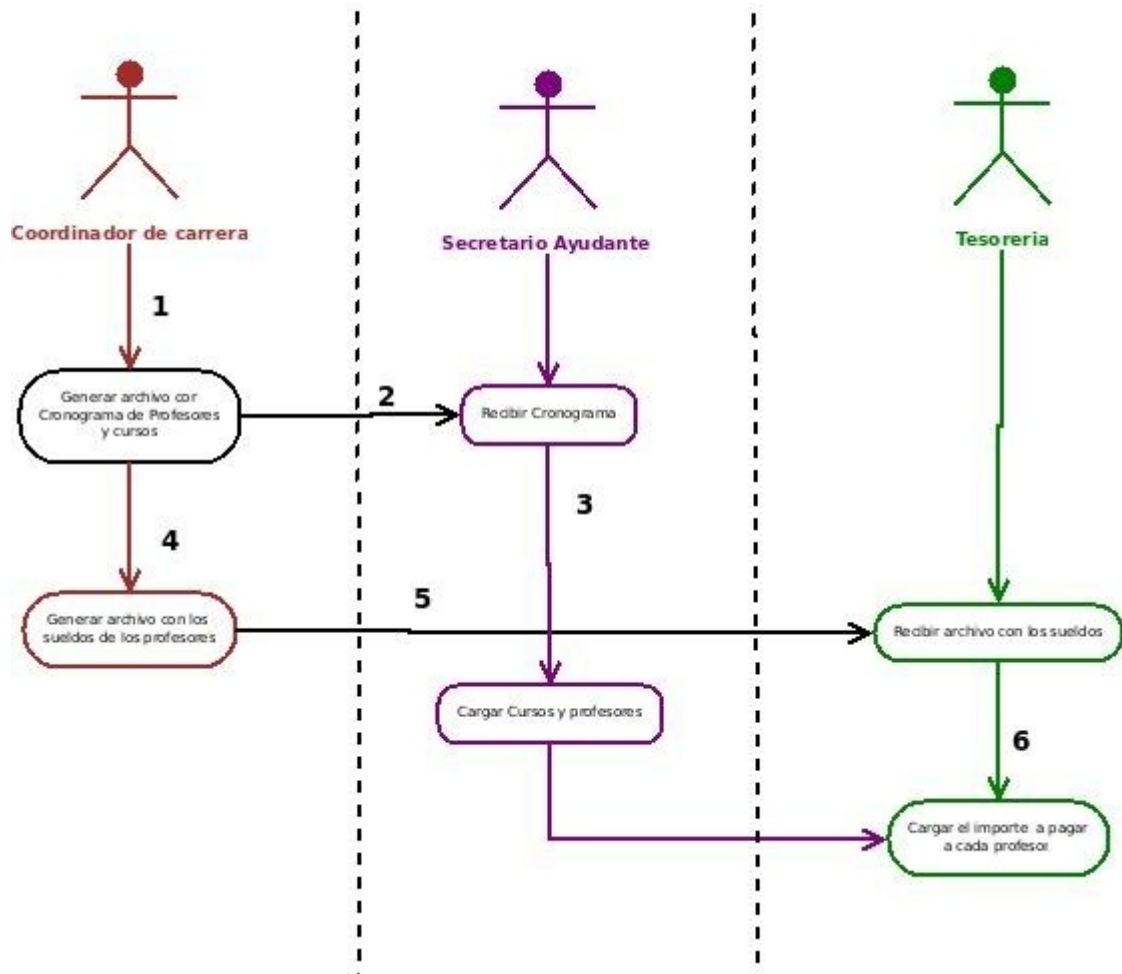 Coordinador de carrera
Secretario Ayudante
Tesoreria
1
Generar archivo cor
Cronograma de Profesores
y cursos
2
Recibir Cronograma
3
4
Generar archivo con los
sueldos de los profesores
5
Recibir archivo con los sueldos
Cargar Cursos y profesores
6
Cargar el importe a pagar
a cada profesor